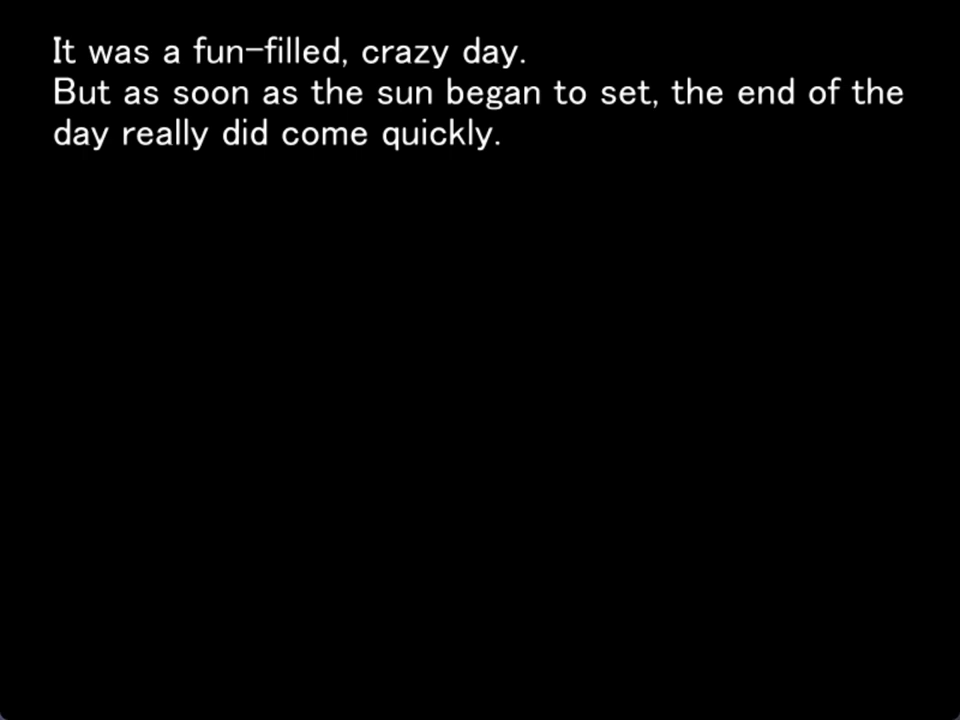 It was a fun-filled, crazy day.
But as soon as the sun began to set, the end of the
day really did come quickly.